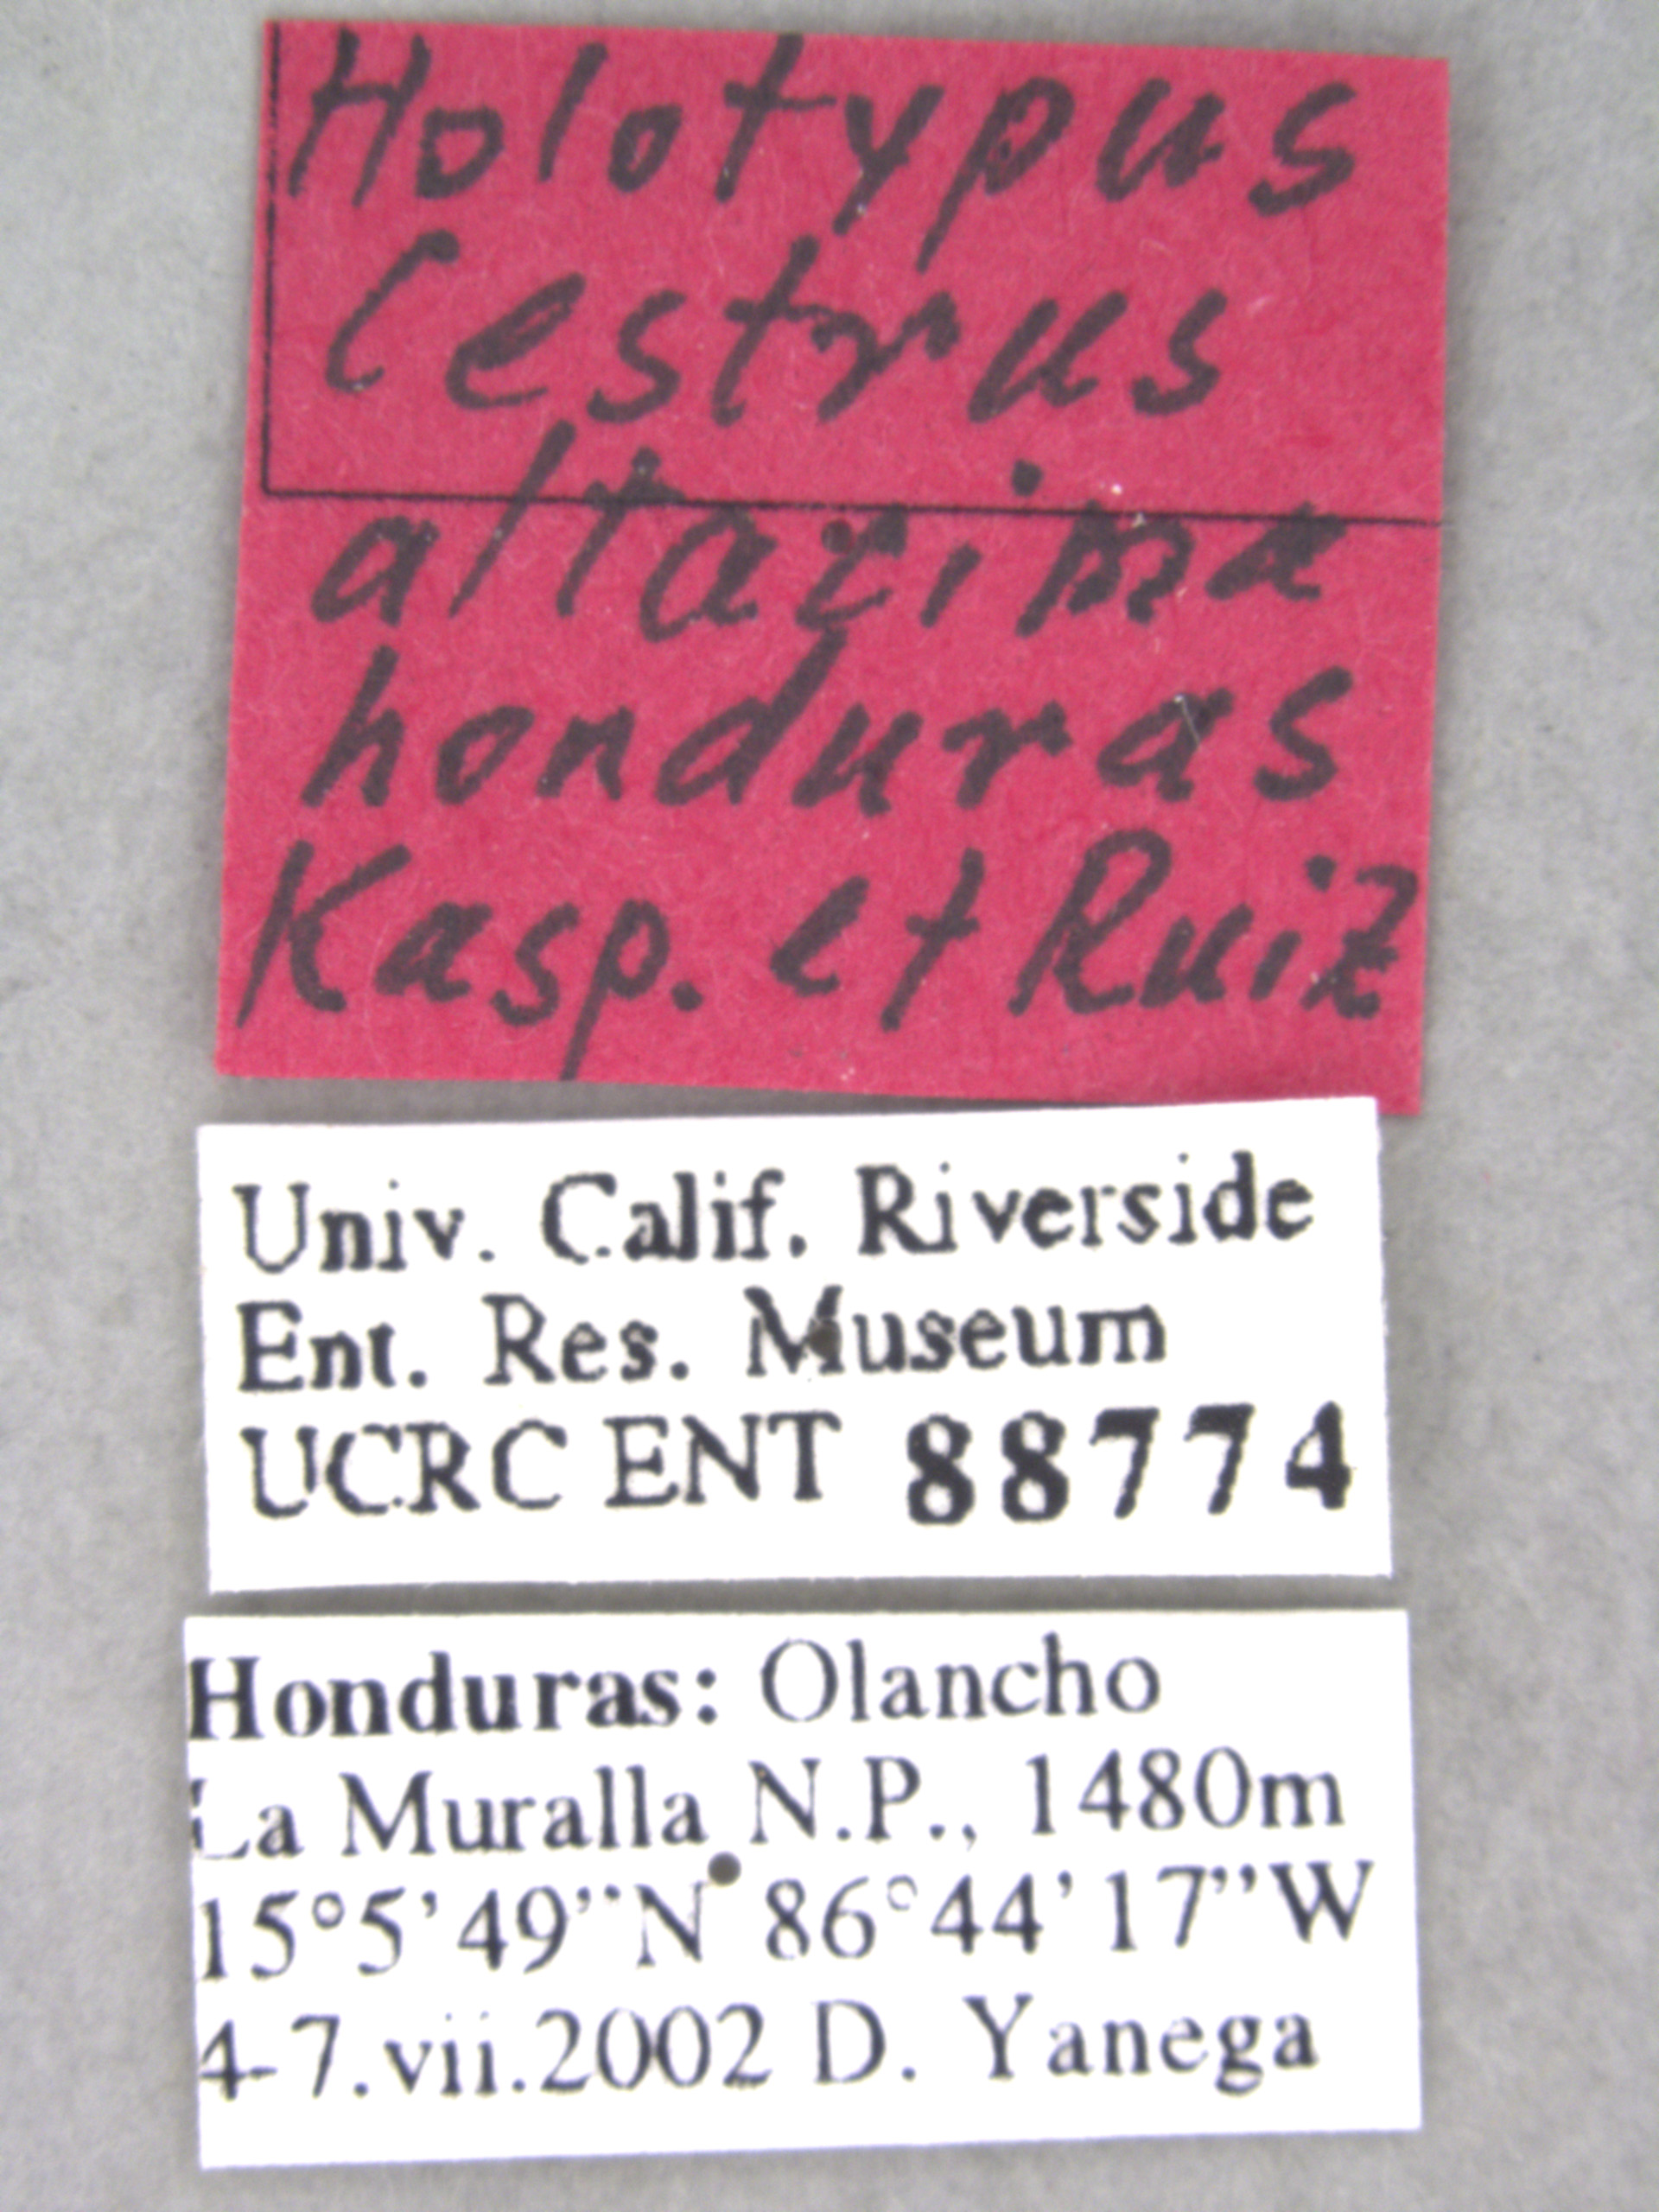 Holotypus
Cestrus
altazima
honduras
Kasp. et Ruiz
Univ. Calif. Riverside
Ent. Res. Museum
UCRC ENT 88774
Honduras: Olancho
La Muralla N.P., 1480m
15°5’49”N 86°44’17”W
4-7.vii.2002 D. Yanega